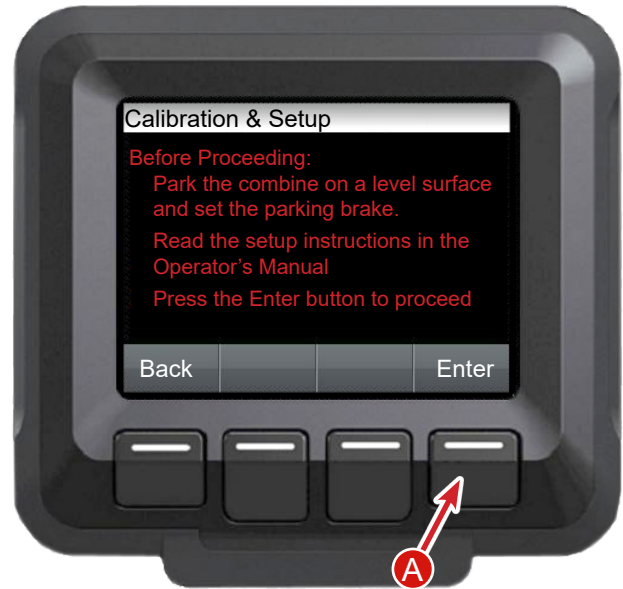 Calibration & Setup
Before Proceeding:
Park the combine on a level surface
and set the parking brake.
Read the setup instructions in the
Operator’s Manual
Press the Enter button to proceed
Back
Enter
A